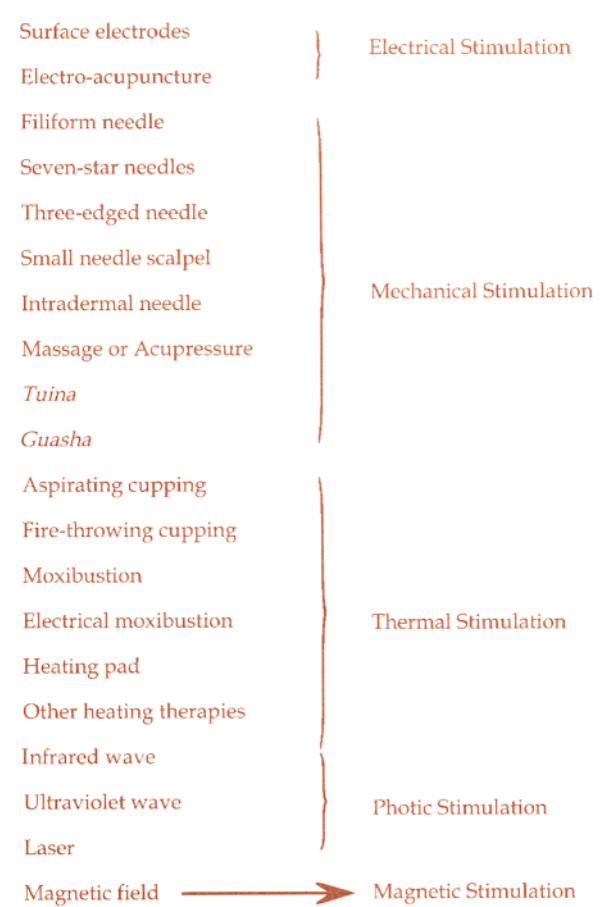 Surface electrodes
Electrical Stimulation
Electro-acupuncture
Filiform needle
Seven-star needles
Three-edged needle
Small needle scalpel
Mechanical Stimulation
Intradermal needle
Massage or Acupressure
Tuina
Guasha
Aspirating cupping
Fire-throwing cupping
Moxibustion
Electrical moxibustion
Thermal Stimulation
Heating pad
Other heating therapies
Infrared wave
Ultraviolet wave
Photic Stimulation
Laser
Magnetic field
Magnetic Stimulation